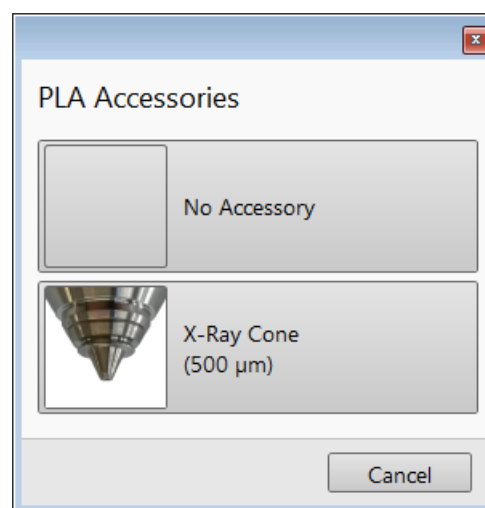 PLA Accessories
No Accessory
X-Ray Cone
(500 µm)
Cancel